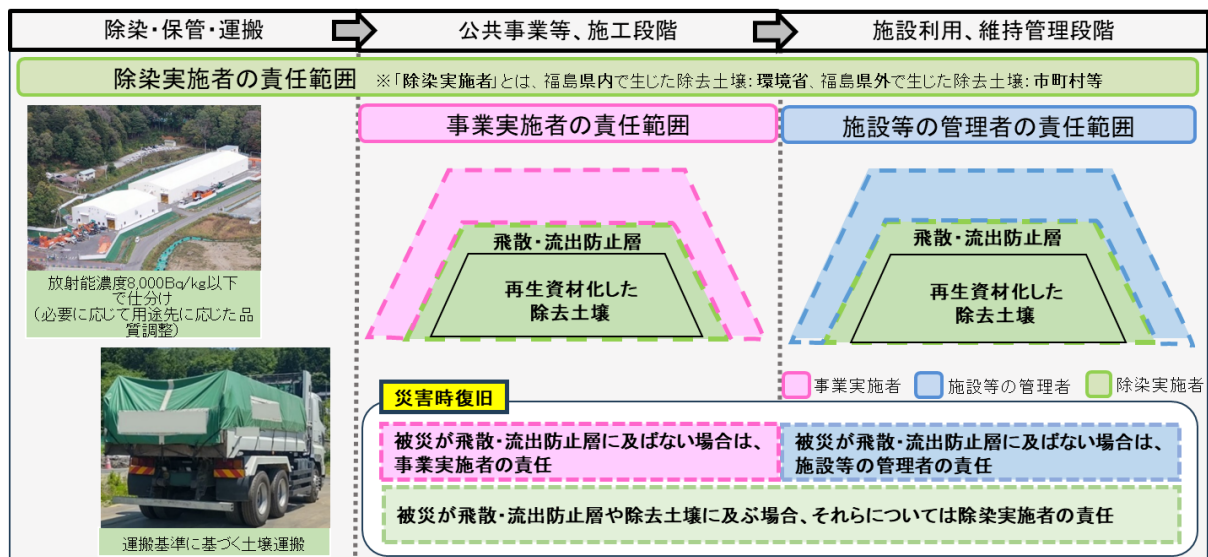 除染・保管・運搬
公共事業等、施工段階
施設利用、維持管理段階
除染実施者の責任範囲 ※「除染実施者」とは、福島県内で生じた除去土壌：環境省、福島県外で生じた除去土壌：市町村等
事業実施者の責任範囲
施設等の管理者の責任範囲
放射能濃度8,000Bq/kg以下
で仕分け
（必要に応じて用途先に応じた品
質調整）
運搬基準に基づく土壌運搬
飛散・流出防止層
再生資材化した
除去土壌
飛散・流出防止層
再生資材化した
除去土壌
事業実施者 施設等の管理者 除染実施者
災害時復旧
被災が飛散・流出防止層に及ばない場合は、
事業実施者の責任
被災が飛散・流出防止層に及ばない場合は、
施設等の管理者の責任
被災が飛散・流出防止層や除去土壌に及ぶ場合、それらについては除染実施者の責任